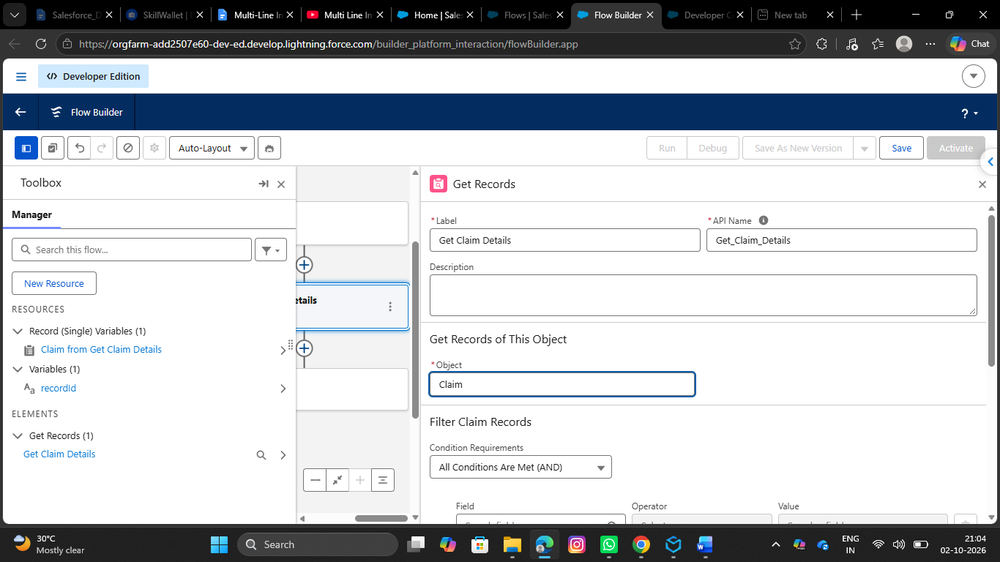 Salesforce_D
SkillWallet | D
Multi-Line In
Multi Line In
Home | Sales
Flows | Sales
Flow Builder
Developer C
New tab
https://orgfarm-add2507e60-dev-ed.develop.lightning.force.com/builder_platform_interaction/flowBuilder.app
Chat
Developer Edition
Flow Builder
?
Auto-Layout
Run
Debug
Save As New Version
Save
Activate
Toolbox
Manager
Search this flow...
New Resource
RESOURCES
Record (Single) Variables (1)
Claim from Get Claim Details
Variables (1)
Aa recordId
ELEMENTS
Get Records (1)
Get Claim Details
etails
Get Records
*Label
*API Name
Get Claim Details
Get_Claim_Details
Description
Get Records of This Object
*Object
Claim
Filter Claim Records
Condition Requirements
All Conditions Are Met (AND)
Field
Operator
Value
30°C
Mostly clear
Search
ENG
IN
21:04
02-10-2026